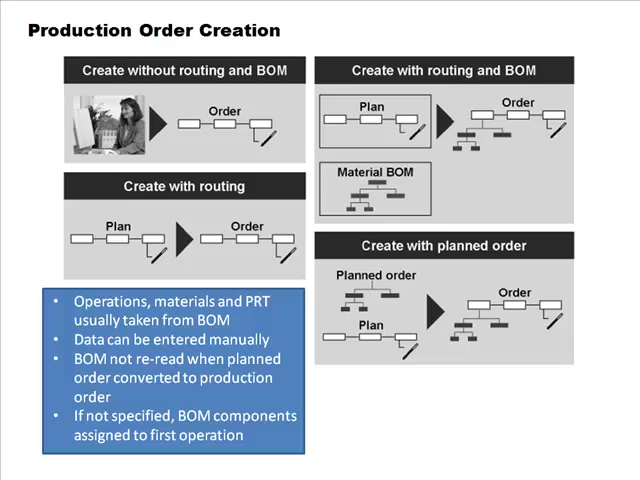 Production Order Creation
Create without routing and BOM
Order
Create with routing
Plan
Order
• Operations, materials and PRT
usually taken from BOM
• Data can be entered manually
• BOM not re-read when planned
order converted to production
order
• If not specified, BOM components
assigned to first operation
Create with routing and BOM
Plan
Order
Material BOM
Create with planned order
Planned order
Order
Plan